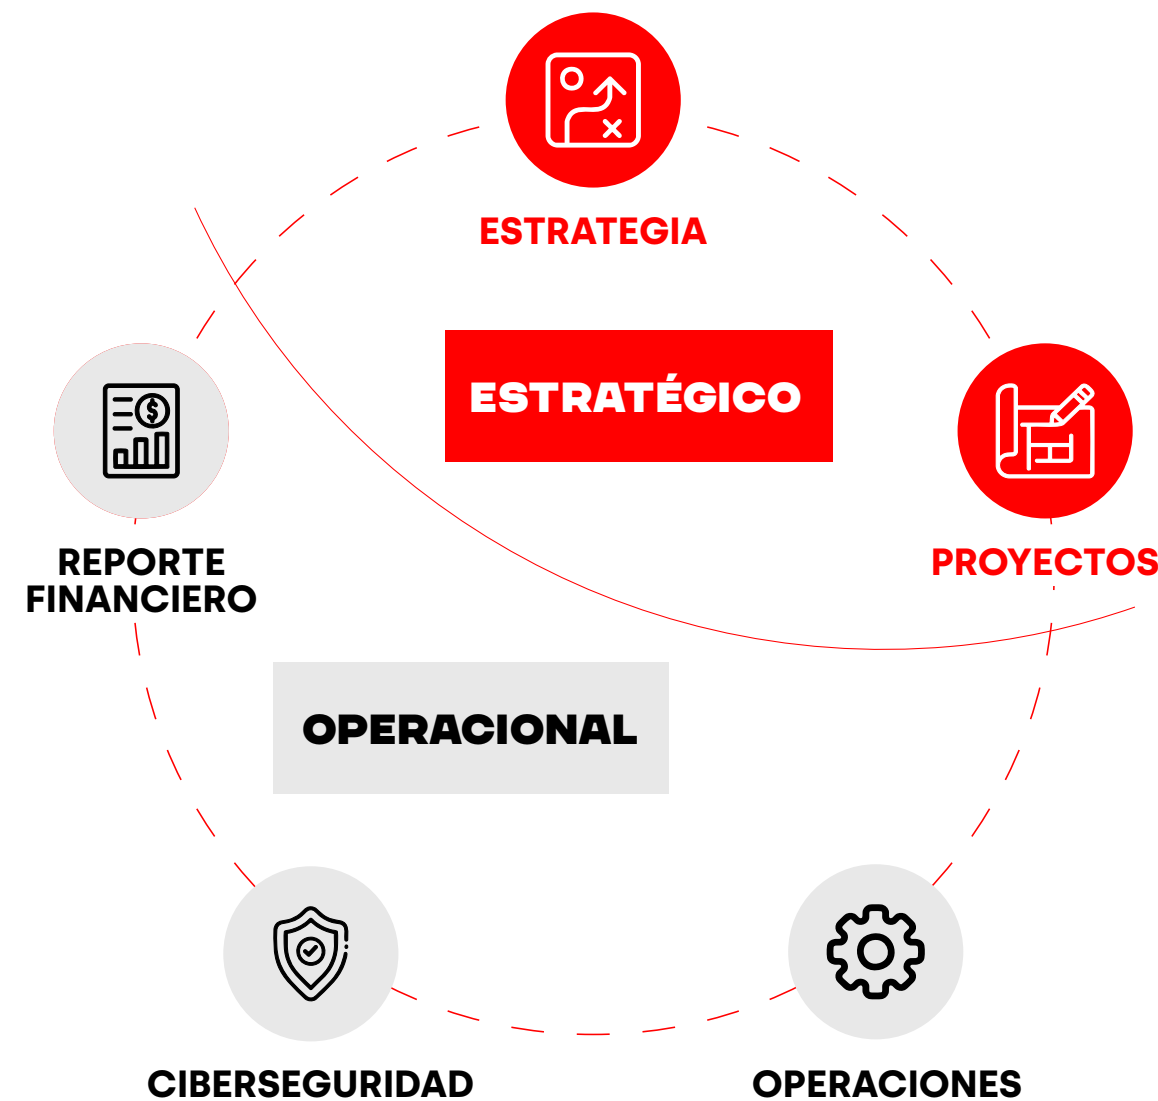 ESTRATEGIA
ESTRATÉGICO
PROYECTOS
REPORTE
FINANCIERO
OPERACIONAL
CIBERSEGURIDAD
OPERACIONES